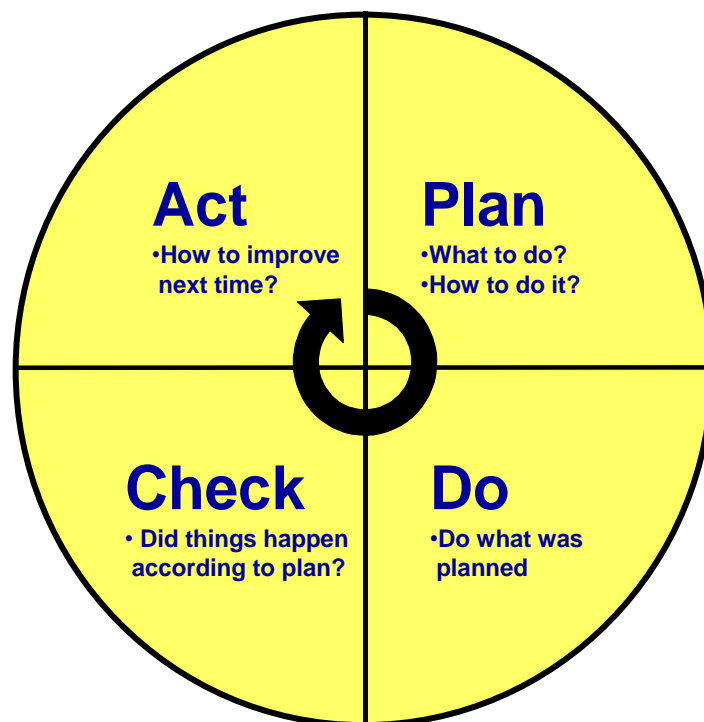 Act
•How to improve
next time?
Plan
•What to do?
•How to do it?
Check
• Did things happen
according to plan?
Do
•Do what was
planned